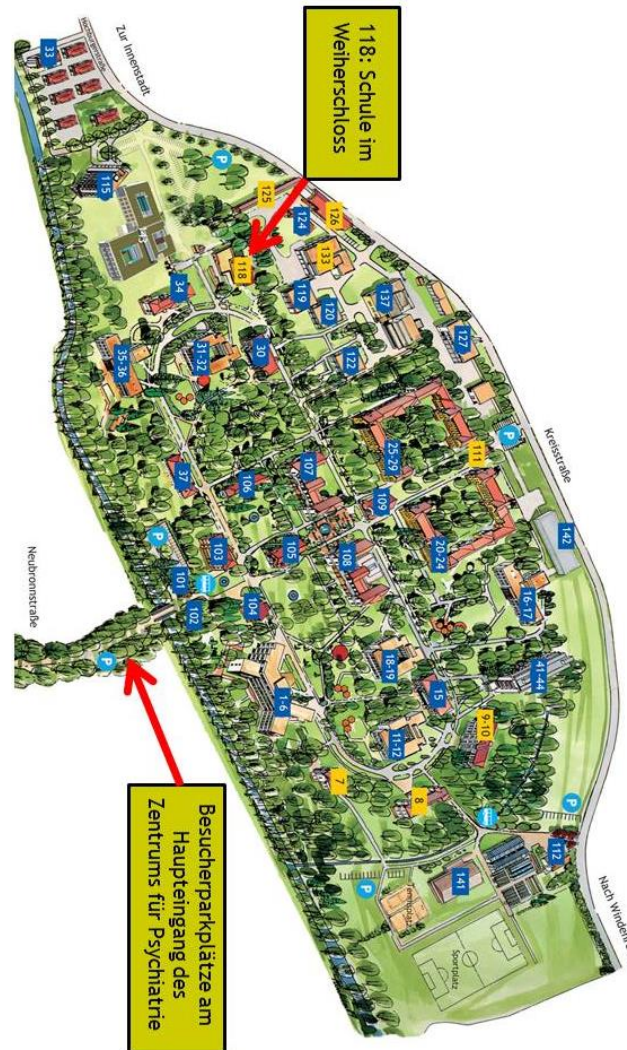 118: Schule im
Weiherschloss
Zur Innenstadt
Hochburgerstraße
33
115
P
125
124
126
133
118
119
120
137
127
34
31-32
30
122
35-36
25-29
111
P
Kreisstraße
142
37
106
107
109
20-24
16-17
P
103
105
108
101
102
104
Neubronnstraße
P
18-19
15
41-44
1-6
11-12
9-10
7
8
P
112
Nach Windenre
141
P
Sportplatz
Besucherparkplätze am
Haupteingang des
Zentrums für Psychiatrie